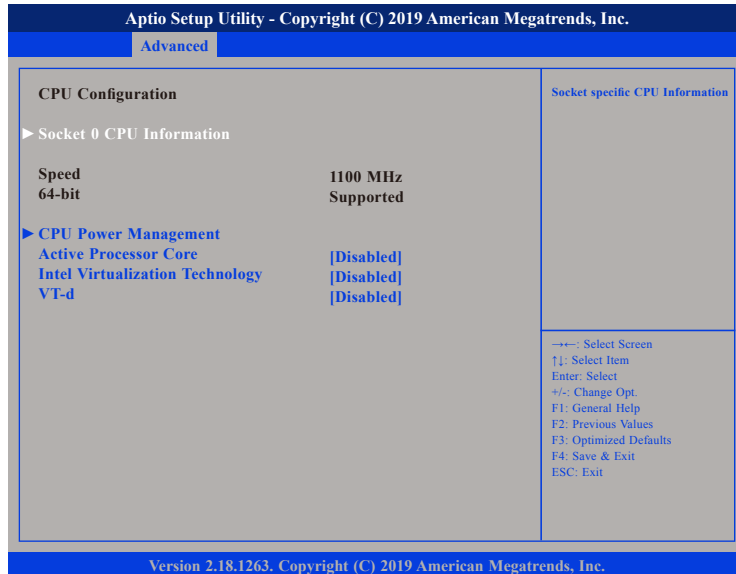 Aptio Setup Utility - Copyright (C) 2019 American Megatrends, Inc.
Advanced
CPU Configuration
▶ Socket 0 CPU Information
Speed 1100 MHz
64-bit Supported
▶ CPU Power Management
Active Processor Core [Disabled]
Intel Virtualization Technology [Disabled]
VT-d [Disabled]
Socket specific CPU Information
→←: Select Screen
↑↓: Select Item
Enter: Select
+/-: Change Opt.
F1: General Help
F2: Previous Values
F3: Optimized Defaults
F4: Save & Exit
ESC: Exit
Version 2.18.1263. Copyright (C) 2019 American Megatrends, Inc.